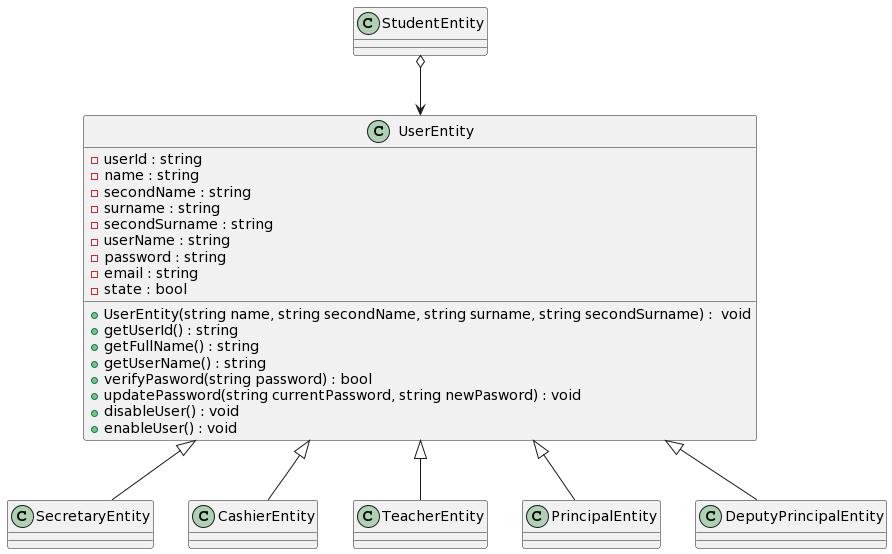 C StudentEntity
C UserEntity
userId : string
name : string
secondName : string
surname : string
secondSurname : string
userName : string
password : string
email : string
state : bool
UserEntity(string name, string secondName, string surname, string secondSurname) : void
getUserId() : string
getFullName() : string
getUserName() : string
verifyPasword(string password) : bool
updatePassword(string currentPassword, string newPasword) : void
disableUser() : void
enableUser() : void
C SecretaryEntity C CashierEntity C TeacherEntity C PrincipalEntity C DeputyPrincipalEntity